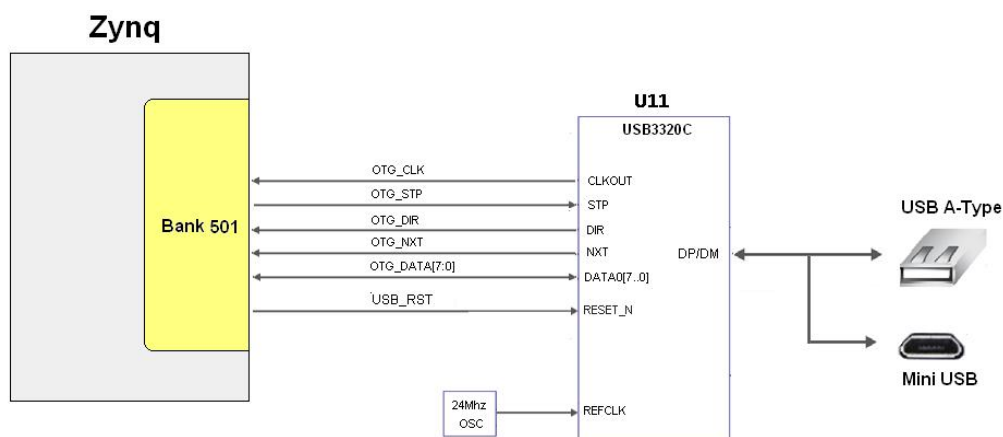 Zynq
Bank 501
OTG_CLK
OTG_STP
OTG_DIR
OTG_NXT
OTG_DATA[7:0]
USB_RST
U11
USB3320C
CLKOUT
STP
DIR
NXT
DATA0[7..0]
RESET_N
REFCLK
DP/DM
24Mhz
OSC
USB A-Type
Mini USB